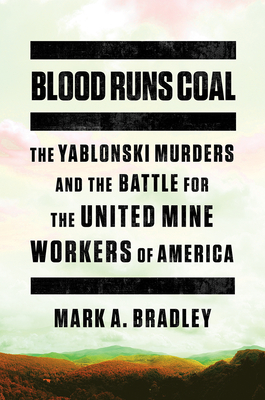 BLOOD RUNS COAL
THE YABLONSKI MURDERS
AND THE BATTLE FOR
THE UNITED MINE
WORKERS OF AMERICA
MARK A. BRADLEY